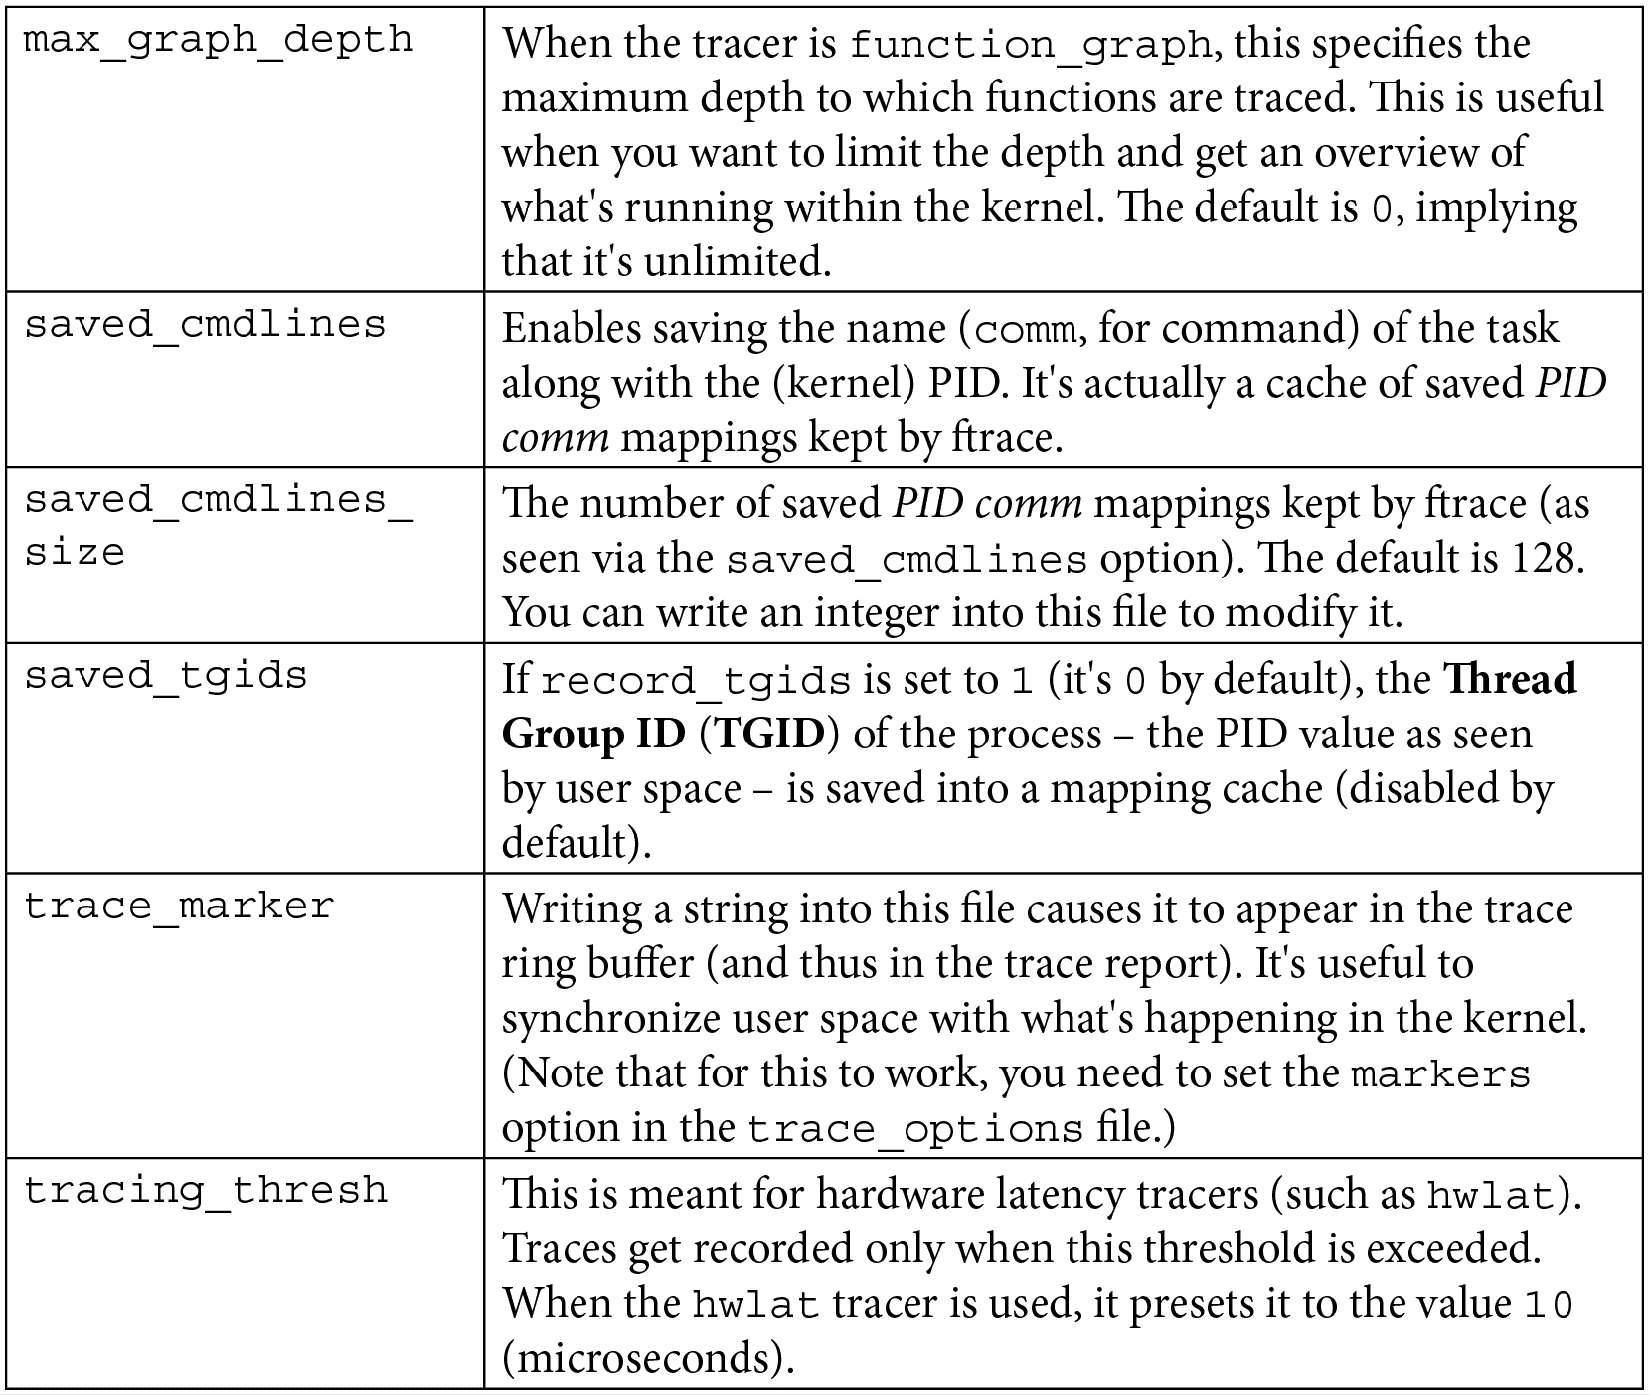 max_graph_depth
When the tracer is function_graph, this specifies the
maximum depth to which functions are traced. This is useful
when you want to limit the depth and get an overview of
what's running within the kernel. The default is 0, implying
that it's unlimited.
saved_cmdlines
Enables saving the name (comm, for command) of the task
along with the (kernel) PID. It's actually a cache of saved PID
comm mappings kept by ftrace.
saved_cmdlines_
size
The number of saved PID comm mappings kept by ftrace (as
seen via the saved_cmdlines option). The default is 128.
You can write an integer into this file to modify it.
saved_tgids
If record_tgids is set to 1 (it's 0 by default), the Thread
Group ID (TGID) of the process – the PID value as seen
by user space – is saved into a mapping cache (disabled by
default).
trace_marker
Writing a string into this file causes it to appear in the trace
ring buffer (and thus in the trace report). It's useful to
synchronize user space with what's happening in the kernel.
(Note that for this to work, you need to set the markers
option in the trace_options file.)
tracing_thresh
This is meant for hardware latency tracers (such as hwlat).
Traces get recorded only when this threshold is exceeded.
When the hwlat tracer is used, it presets it to the value 10
(microseconds).